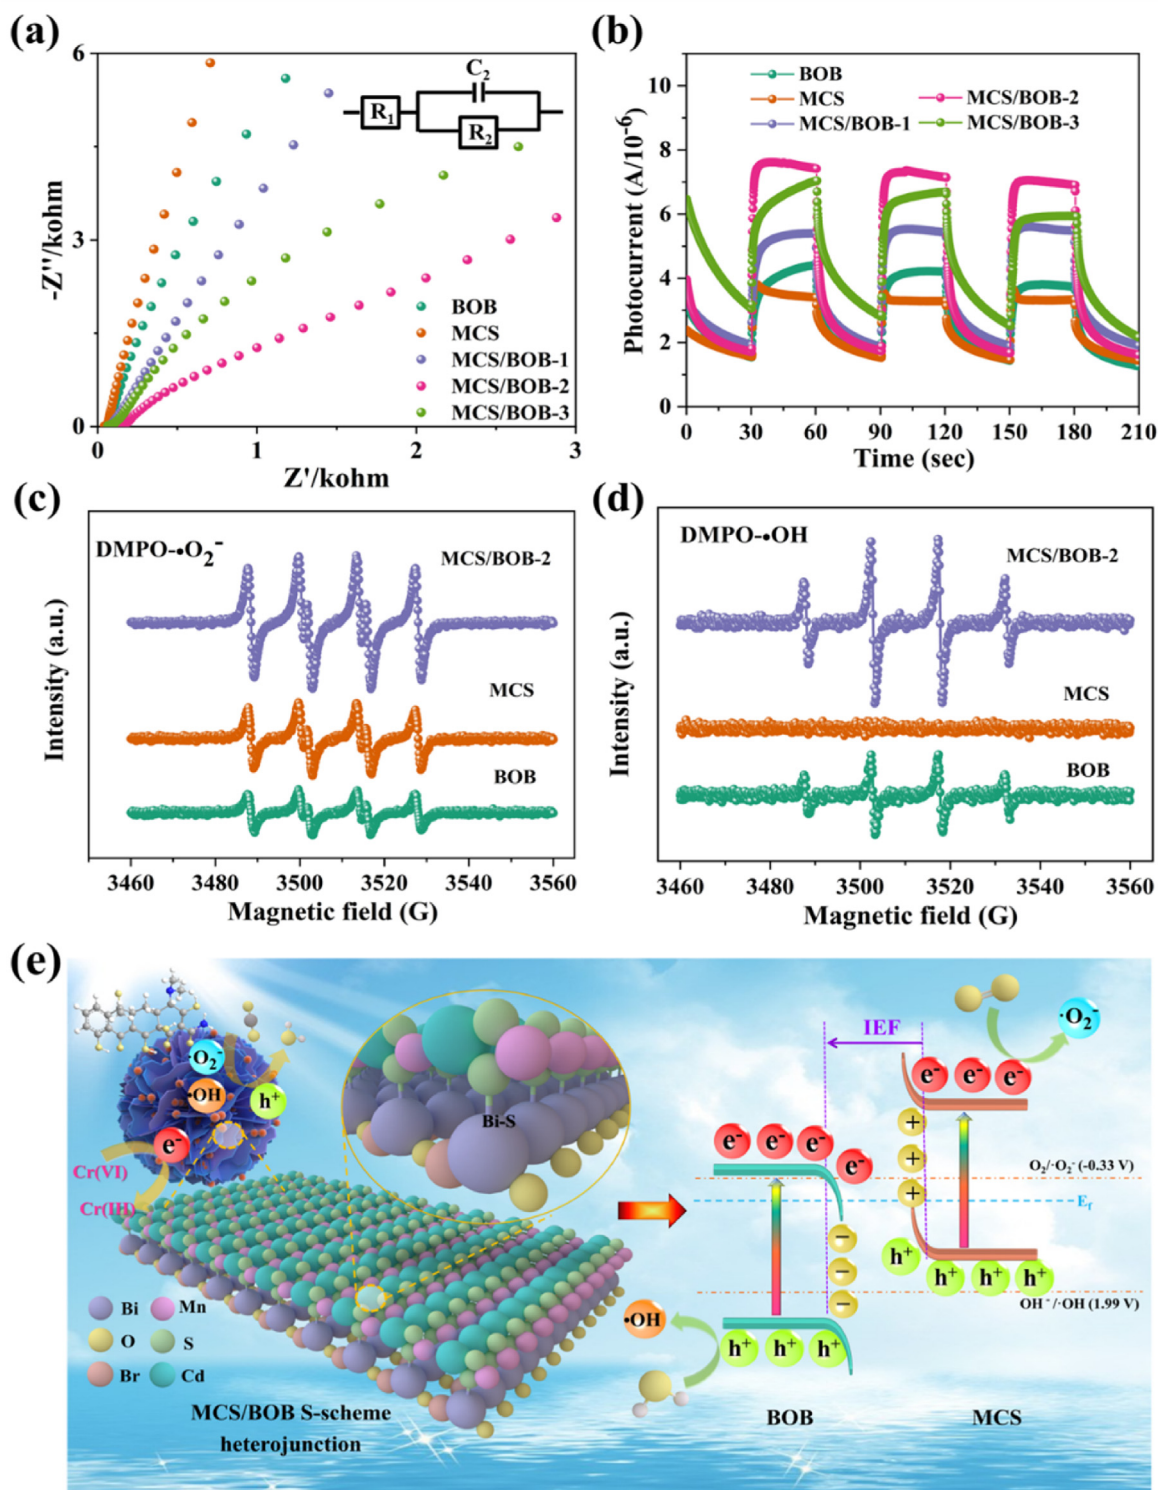 (a)
6
3
0
-Z''/kohm
0
1
2
3
Z'/kohm
R1
C2
R2
BOB
MCS
MCS/BOB-1
MCS/BOB-2
MCS/BOB-3
(b)
10
8
6
4
2
0
Photocurrent (A/10⁻⁶)
BOB
MCS
MCS/BOB-1
MCS/BOB-2
MCS/BOB-3
0 30 60 90 120 150 180 210
Time (sec)
(c)
DMPO-•O₂⁻
MCS/BOB-2
MCS
BOB
Intensity (a.u.)
3460 3480 3500 3520 3540 3560
Magnetic field (G)
(d)
DMPO-•OH
MCS/BOB-2
MCS
BOB
Intensity (a.u.)
3460 3480 3500 3520 3540 3560
Magnetic field (G)
(e)
·O₂⁻
•OH
h⁺
e⁻
Cr(VI)
Cr(III)
Bi-S
Bi
Mn
O
S
Br
Cd
MCS/BOB S-scheme
heterojunction
IEF
·O₂⁻
e⁻ e⁻ e⁻
e⁻ e⁻ e⁻
e⁻
+
+
+
O₂/·O₂⁻ (-0.33 V)
Ef
−
−
−
h⁺
h⁺ h⁺ h⁺
OH⁻/·OH (1.99 V)
•OH
h⁺ h⁺ h⁺
BOB
MCS